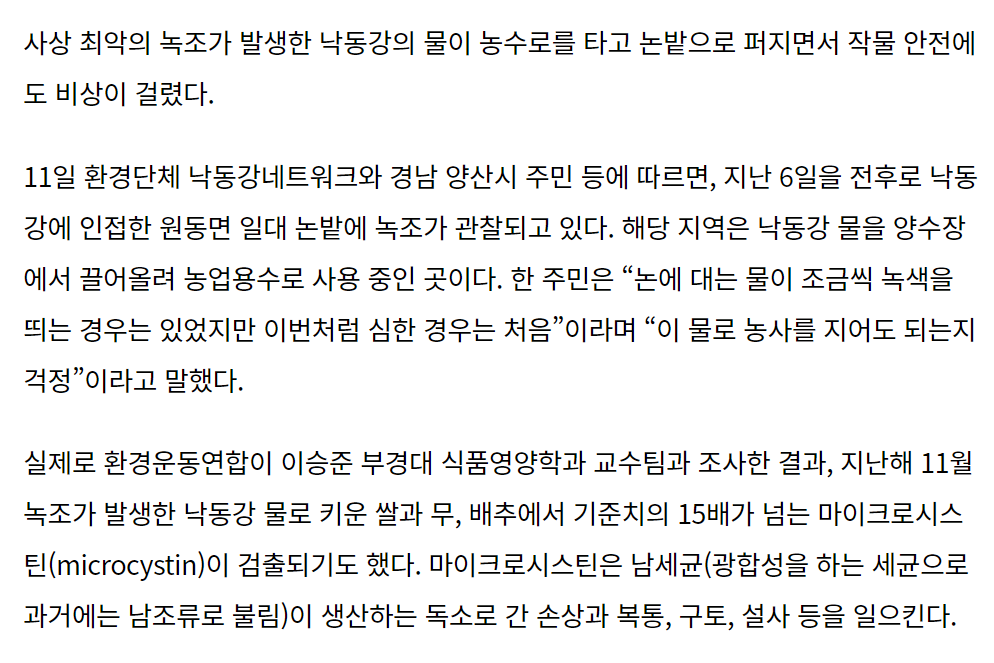 사상 최악의 녹조가 발생한 낙동강의 물이 농수로를 타고 논밭으로 퍼지면서 작물 안전에
도 비상이 걸렸다.
11일 환경단체 낙동강네트워크와 경남 양산시 주민 등에 따르면, 지난 6일을 전후로 낙동
강에 인접한 원동면 일대 논밭에 녹조가 관찰되고 있다. 해당 지역은 낙동강 물을 양수장
에서 끌어올려 농업용수로 사용 중인 곳이다. 한 주민은 “논에 대는 물이 조금씩 녹색을
띄는 경우는 있었지만 이번처럼 심한 경우는 처음”이라며 “이 물로 농사를 지어도 되는지
걱정”이라고 말했다.
실제로 환경운동연합이 이승준 부경대 식품영양학과 교수팀과 조사한 결과, 지난해 11월
녹조가 발생한 낙동강 물로 키운 쌀과 무, 배추에서 기준치의 15배가 넘는 마이크로시스
틴(microcystin)이 검출되기도 했다. 마이크로시스틴은 남세균(광합성을 하는 세균으로
과거에는 남조류로 불림)이 생산하는 독소로 간 손상과 복통, 구토, 설사 등을 일으킨다.